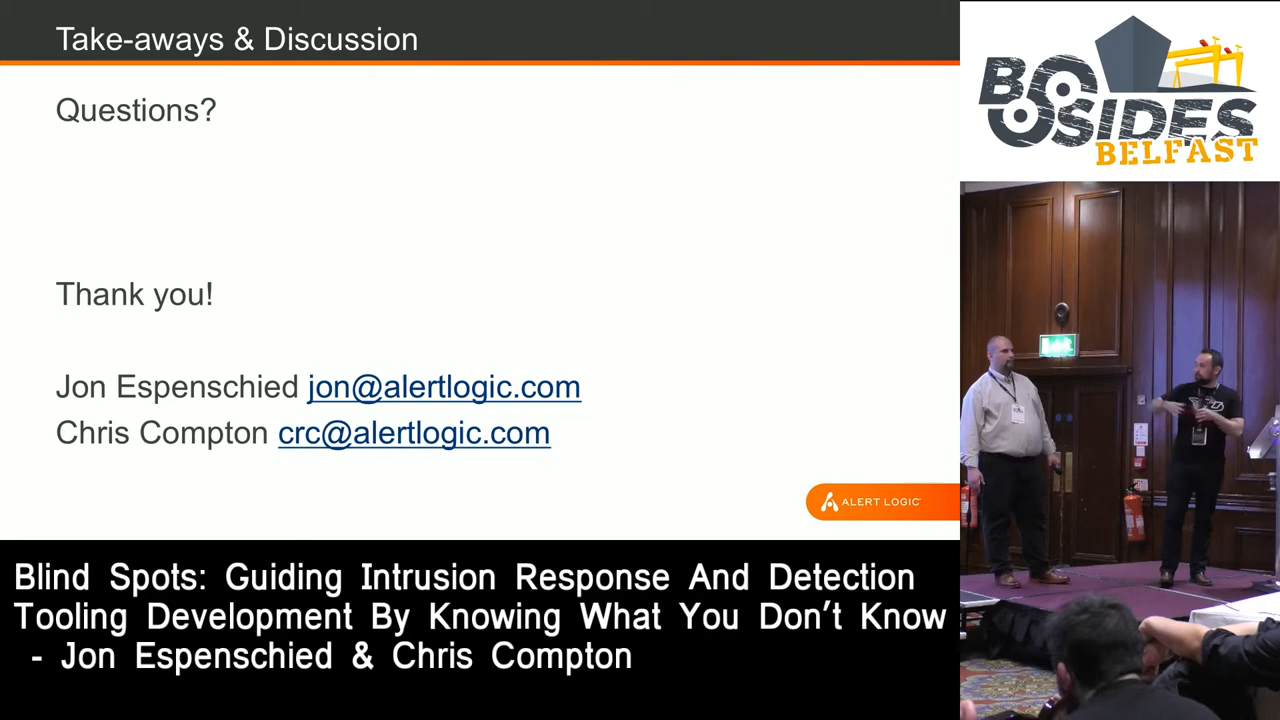 Take-aways & Discussion
Questions?
Thank you!
Jon Espenschied jon@alertlogic.com
Chris Compton crc@alertlogic.com
ALERT LOGIC
BSIDES
BELFAST
Blind Spots: Guiding Intrusion Response And Detection
Tooling Development By Knowing What You Don't Know
- Jon Espenschied & Chris Compton